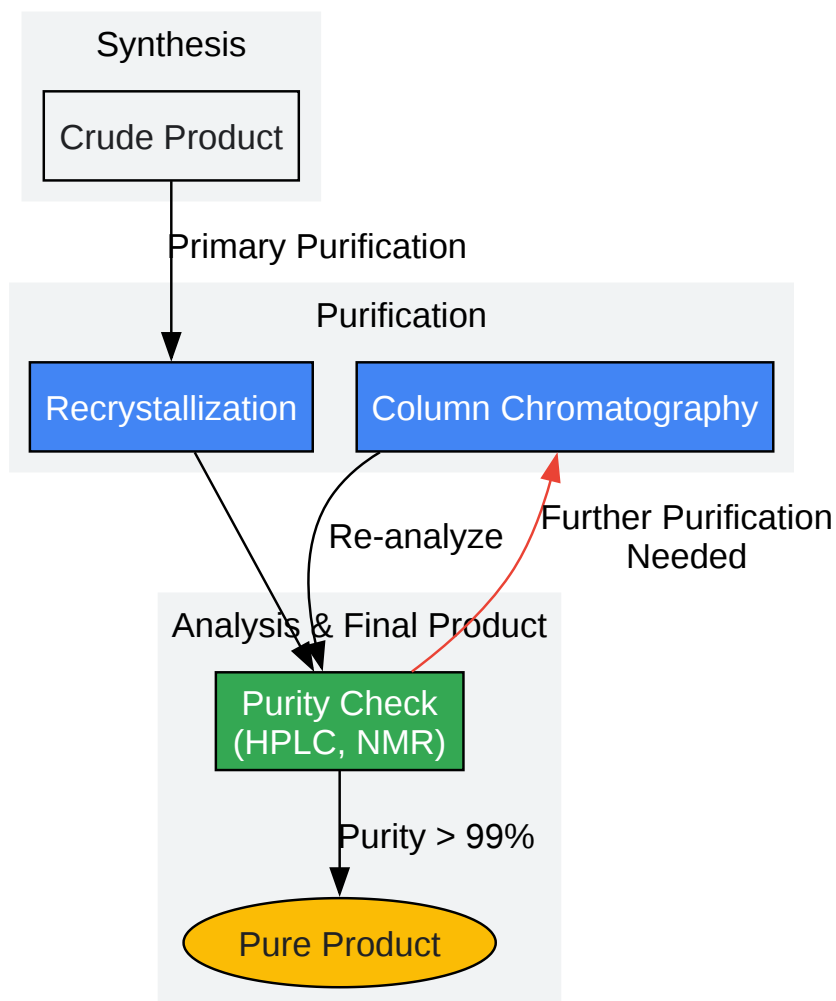 Synthesis
Crude Product
Primary Purification
Purification
Recrystallization
Column Chromatography
Re-analyze
Further Purification
Needed
Analysis & Final Product
Purity Check
(HPLC, NMR)
Purity > 99%
Pure Product